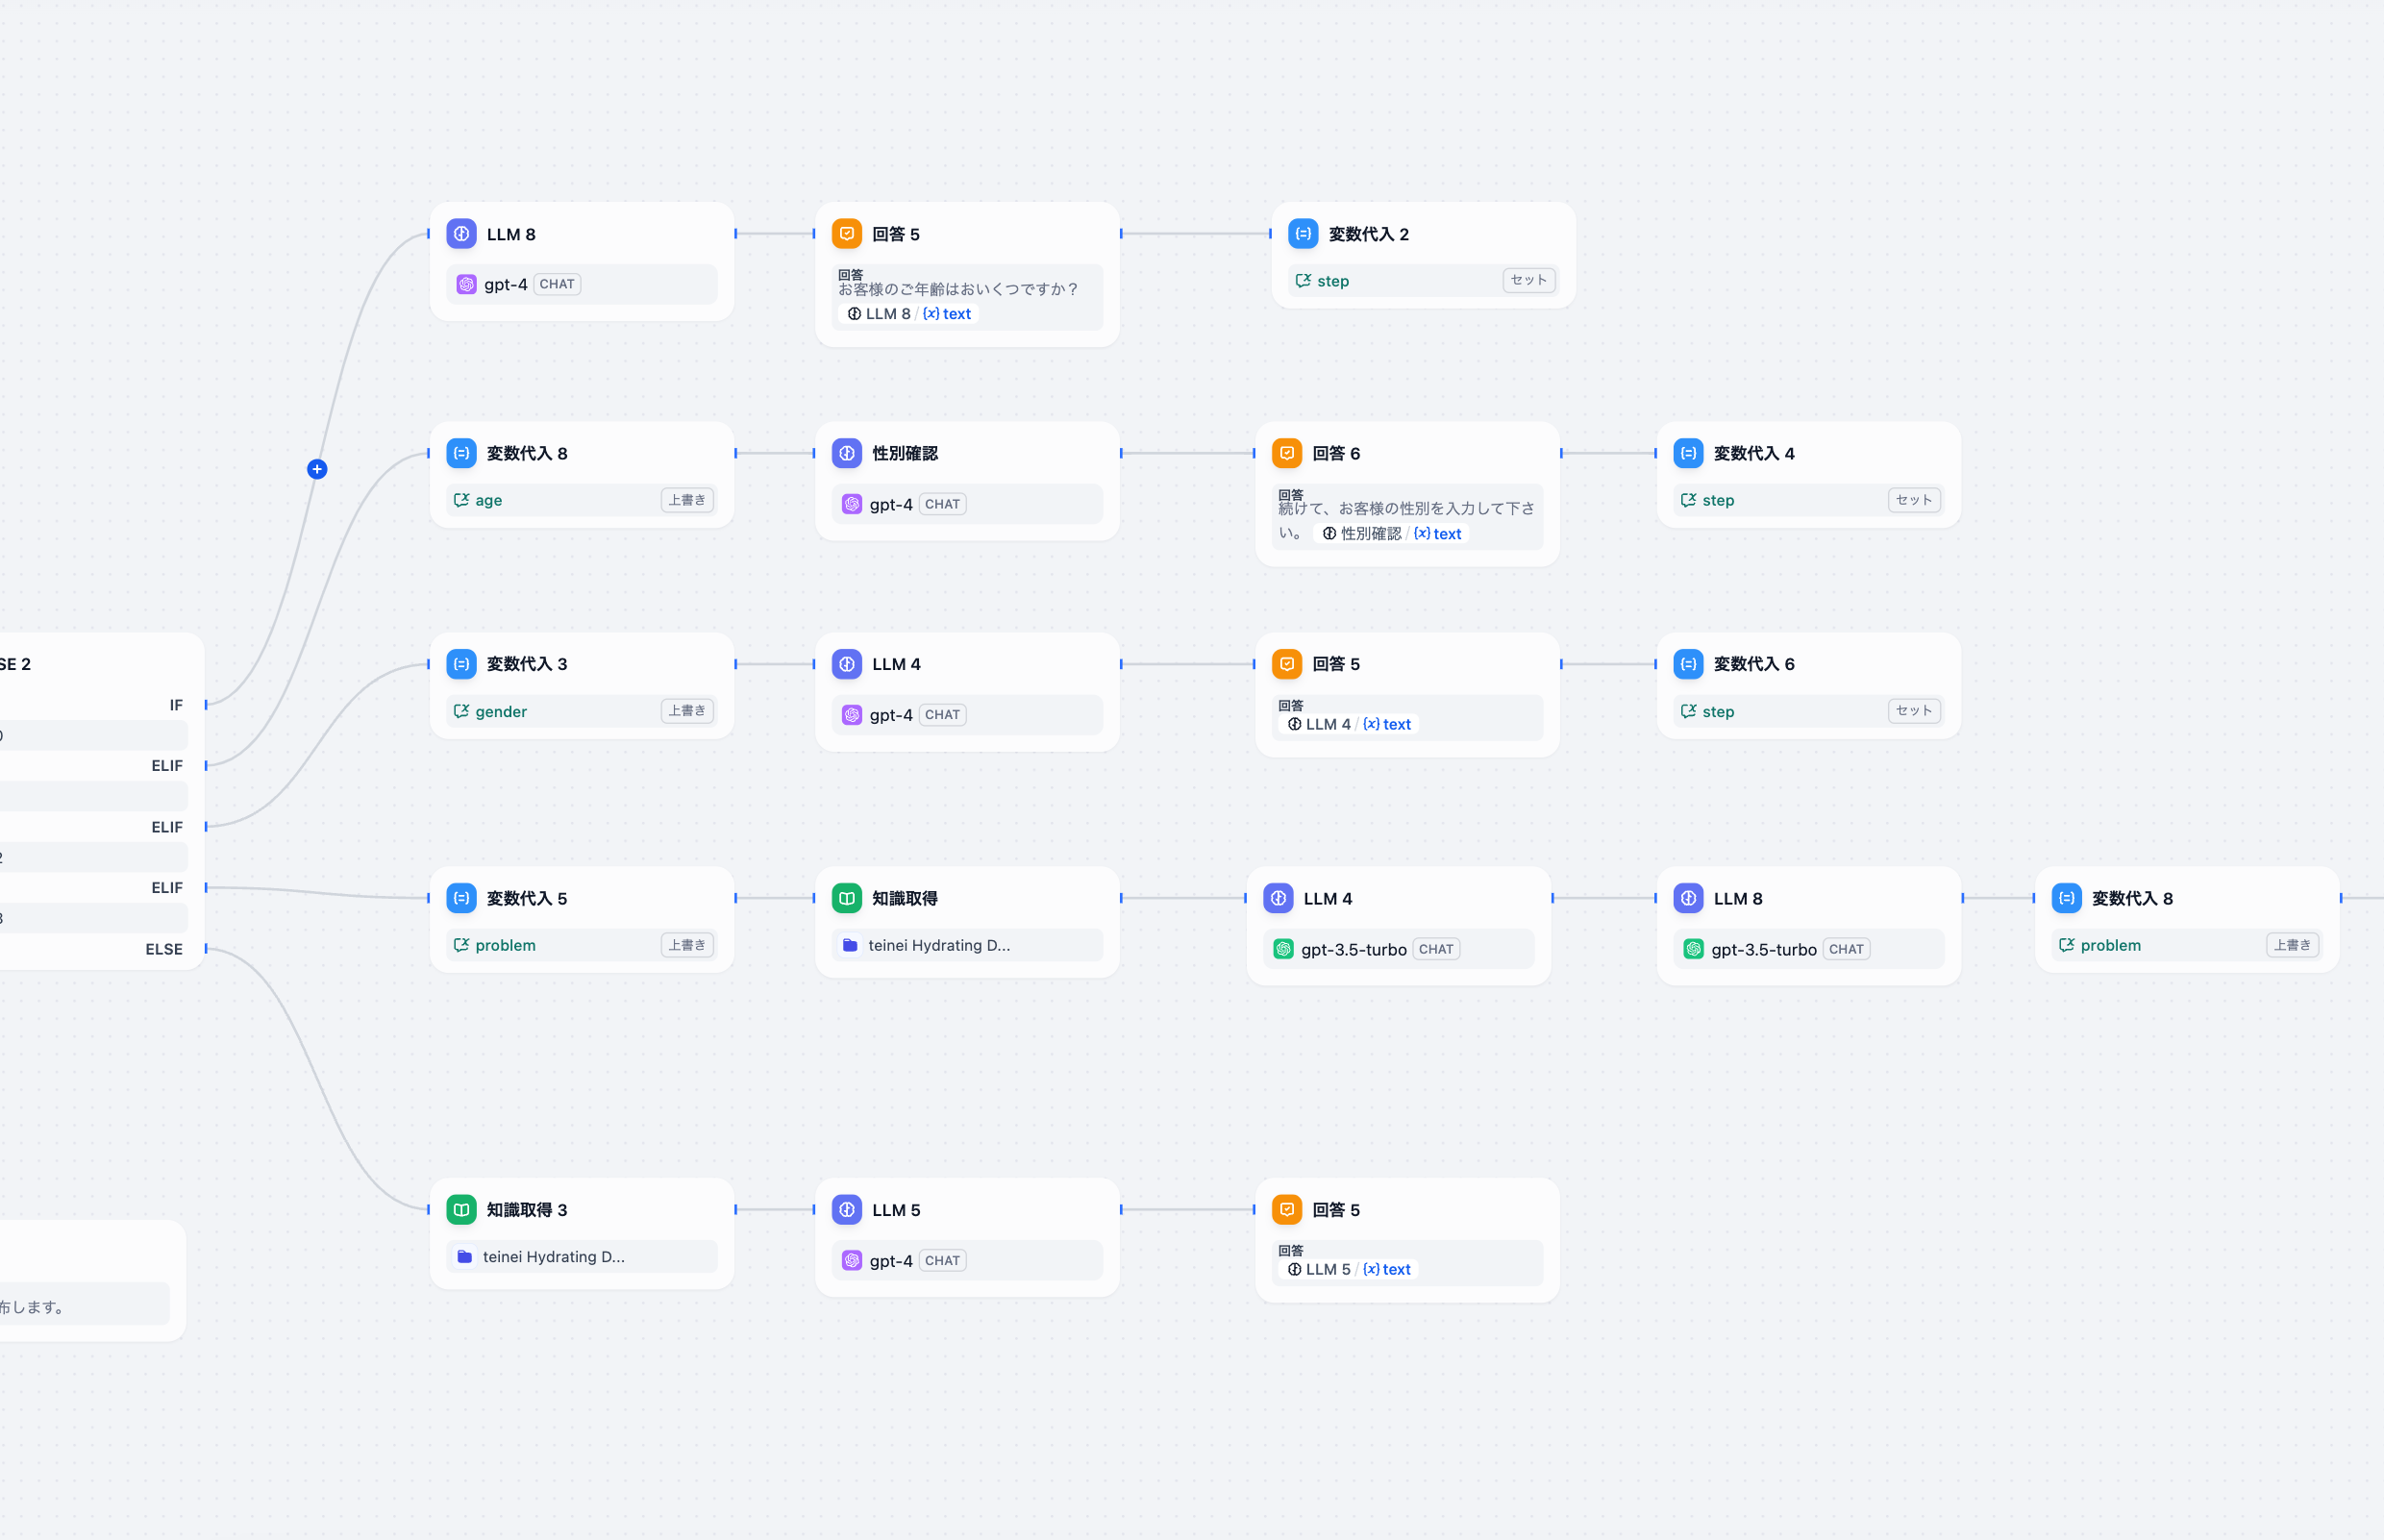 LLM 8
gpt-4 CHAT
回答 5
回答
お客様のご年齢はおいくつですか？
LLM 8 / {x} text
変数代入 2
step セット
変数代入 8
age 上書き
性別確認
gpt-4 CHAT
回答 6
回答
続けて、お客様の性別を入力して下さ
い。 性別確認 / {x} text
変数代入 4
step セット
SE 2
IF
0
ELIF
ELIF
2
ELIF
3
ELSE
変数代入 3
gender 上書き
LLM 4
gpt-4 CHAT
回答 5
回答
LLM 4 / {x} text
変数代入 6
step セット
変数代入 5
problem 上書き
知識取得
teinei Hydrating D...
LLM 4
gpt-3.5-turbo CHAT
LLM 8
gpt-3.5-turbo CHAT
変数代入 8
problem 上書き
知識取得 3
teinei Hydrating D...
LLM 5
gpt-4 CHAT
回答 5
回答
LLM 5 / {x} text
布します。